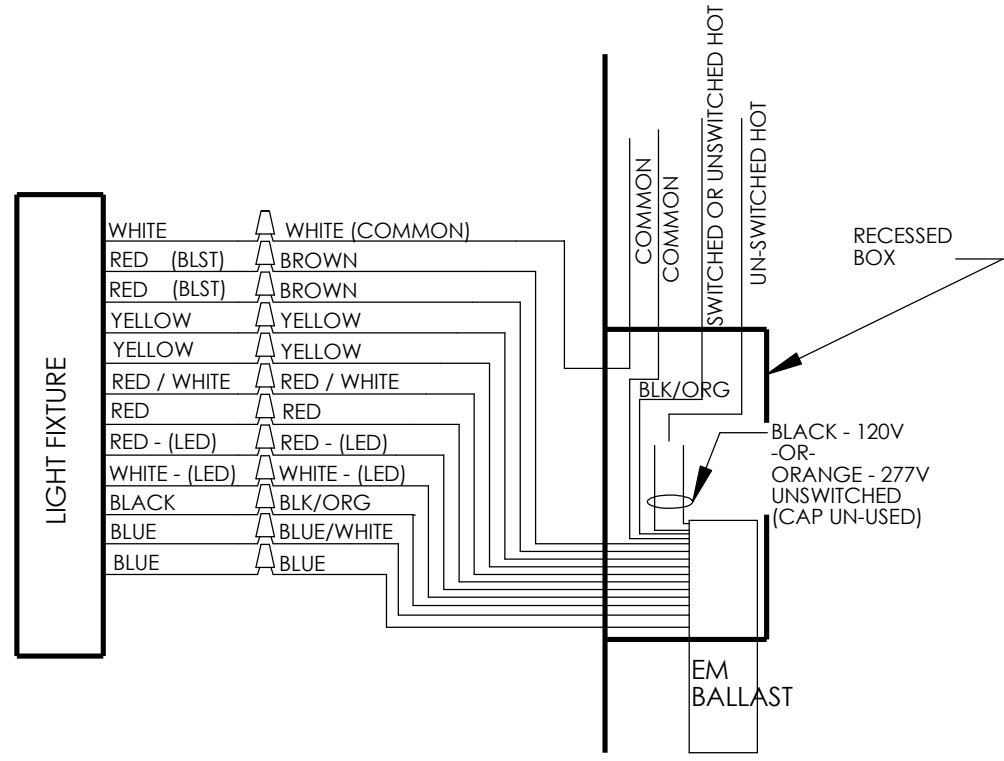 SWITCHED OR UNSWITCHED HOT
UN-SWITCHED HOT
COMMON
COMMON
RECESSED
BOX
LIGHT FIXTURE
WHITE WHITE (COMMON)
RED (BLST) BROWN
RED (BLST) BROWN
YELLOW YELLOW
YELLOW YELLOW
RED / WHITE RED / WHITE
RED RED
RED - (LED) RED - (LED)
WHITE - (LED) WHITE - (LED)
BLACK BLK/ORG
BLUE BLUE/WHITE
BLUE BLUE
BLK/ORG
BLACK - 120V
-OR-
ORANGE - 277V
UNSWITCHED
(CAP UN-USED)
EM
BALLAST